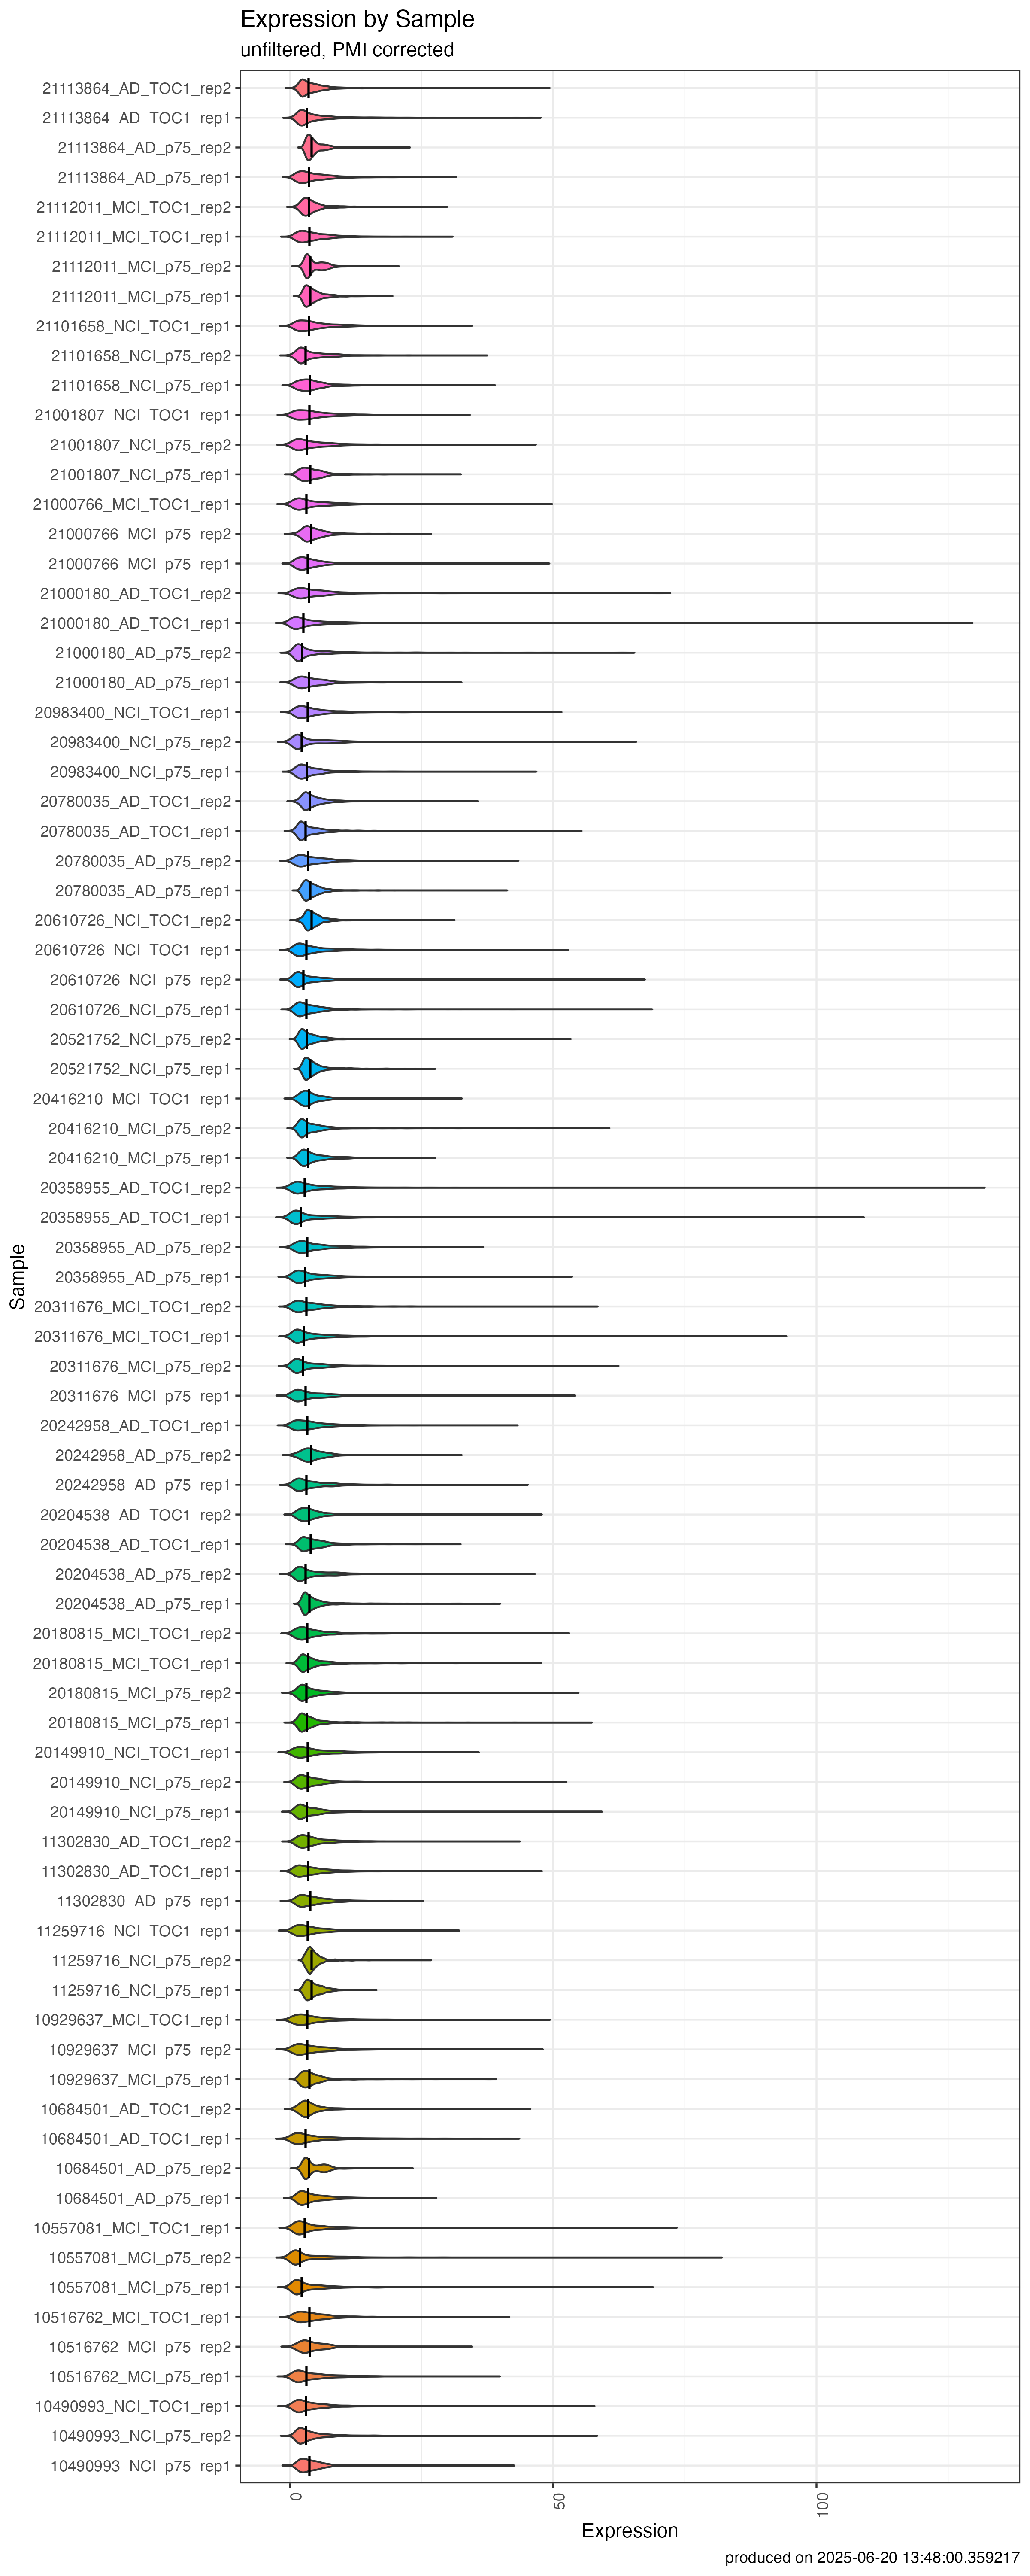 Expression by Sample
unfiltered, PMI corrected
21113864_AD_TOC1_rep2
21113864_AD_TOC1_rep1
21113864_AD_p75_rep2
21113864_AD_p75_rep1
21112011_MCI_TOC1_rep2
21112011_MCI_TOC1_rep1
21112011_MCI_p75_rep2
21112011_MCI_p75_rep1
21101658_NCI_TOC1_rep1
21101658_NCI_p75_rep2
21101658_NCI_p75_rep1
21001807_NCI_TOC1_rep1
21001807_NCI_p75_rep2
21001807_NCI_p75_rep1
21000766_MCI_TOC1_rep1
21000766_MCI_p75_rep2
21000766_MCI_p75_rep1
21000180_AD_TOC1_rep2
21000180_AD_TOC1_rep1
21000180_AD_p75_rep2
21000180_AD_p75_rep1
20983400_NCI_TOC1_rep1
20983400_NCI_p75_rep2
20983400_NCI_p75_rep1
20780035_AD_TOC1_rep2
20780035_AD_TOC1_rep1
20780035_AD_p75_rep2
20780035_AD_p75_rep1
20610726_NCI_TOC1_rep2
20610726_NCI_TOC1_rep1
20610726_NCI_p75_rep2
20610726_NCI_p75_rep1
20521752_NCI_p75_rep2
20521752_NCI_p75_rep1
20416210_MCI_TOC1_rep1
20416210_MCI_p75_rep2
20416210_MCI_p75_rep1
20358955_AD_TOC1_rep2
20358955_AD_TOC1_rep1
20358955_AD_p75_rep2
20358955_AD_p75_rep1
20311676_MCI_TOC1_rep2
20311676_MCI_TOC1_rep1
20311676_MCI_p75_rep2
20311676_MCI_p75_rep1
20242958_AD_TOC1_rep1
20242958_AD_p75_rep2
20242958_AD_p75_rep1
20204538_AD_TOC1_rep2
20204538_AD_TOC1_rep1
20204538_AD_p75_rep2
20204538_AD_p75_rep1
20180815_MCI_TOC1_rep2
20180815_MCI_TOC1_rep1
20180815_MCI_p75_rep2
20180815_MCI_p75_rep1
20149910_NCI_TOC1_rep1
20149910_NCI_p75_rep2
20149910_NCI_p75_rep1
11302830_AD_TOC1_rep2
11302830_AD_TOC1_rep1
11302830_AD_p75_rep1
11259716_NCI_TOC1_rep1
11259716_NCI_p75_rep2
11259716_NCI_p75_rep1
10929637_MCI_TOC1_rep1
10929637_MCI_p75_rep2
10929637_MCI_p75_rep1
10684501_AD_TOC1_rep2
10684501_AD_TOC1_rep1
10684501_AD_p75_rep2
10684501_AD_p75_rep1
10557081_MCI_TOC1_rep1
10557081_MCI_p75_rep2
10557081_MCI_p75_rep1
10516762_MCI_TOC1_rep1
10516762_MCI_p75_rep2
10516762_MCI_p75_rep1
10490993_NCI_TOC1_rep1
10490993_NCI_p75_rep2
10490993_NCI_p75_rep1
Sample
0
50
100
Expression
produced on 2025-06-20 13:48:00.359217